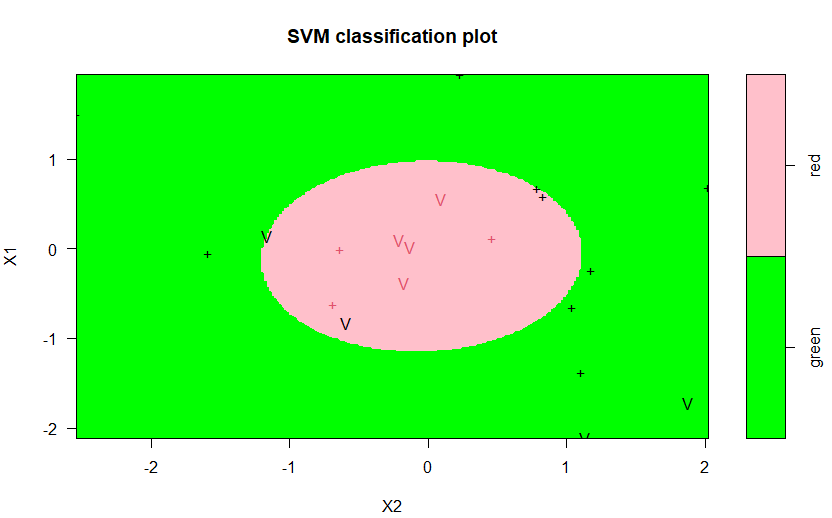 SVM classification plot
X1
1
0
-1
-2
V
V
V
V
V
V
V
V
V
-2
-1
0
1
2
X2
red
green